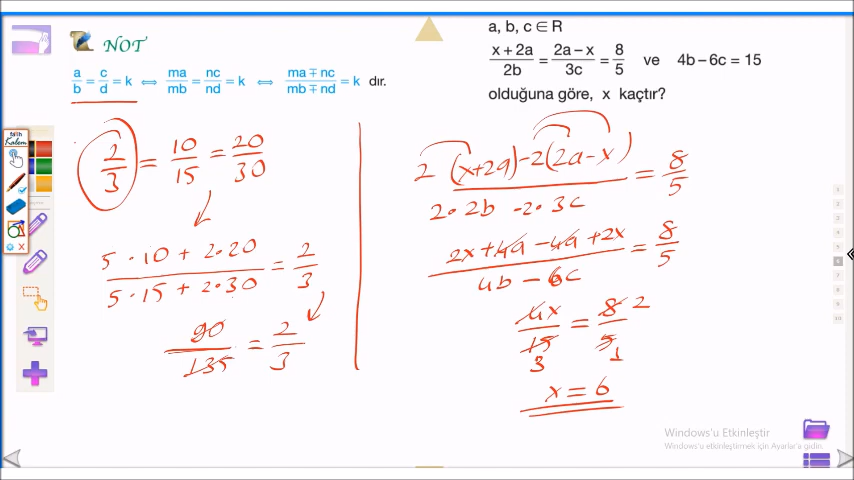 NOT
a/b = c/d = k ⟺ ma/mb = nc/nd = k ⟺ (ma ∓ nc)/(mb ∓ nd) = k dır.
2/3 = 10/15 = 20/30
(5 · 10 + 2 · 20)/(5 · 15 + 2 · 30) = 2/3
90/135 = 2/3
a, b, c ∈ R
(x + 2a)/2b = (2a – x)/3c = 8/5 ve 4b – 6c = 15
olduğuna göre, x kaçtır?
(2 (x+2a) - 2(2a - x))/(2 · 2b - 2 · 3c) = 8/5
(2x + 4a - 4a + 2x)/(4b - 6c) = 8/5
4x/15 = 8/5 2
3 1
x = 6
fatih
Kalem
1
2
3
4
5
6
7
8
9
10
Windows'u Etkinleştir
Windows'u etkinleştirmek için Ayarlar'a gidin.